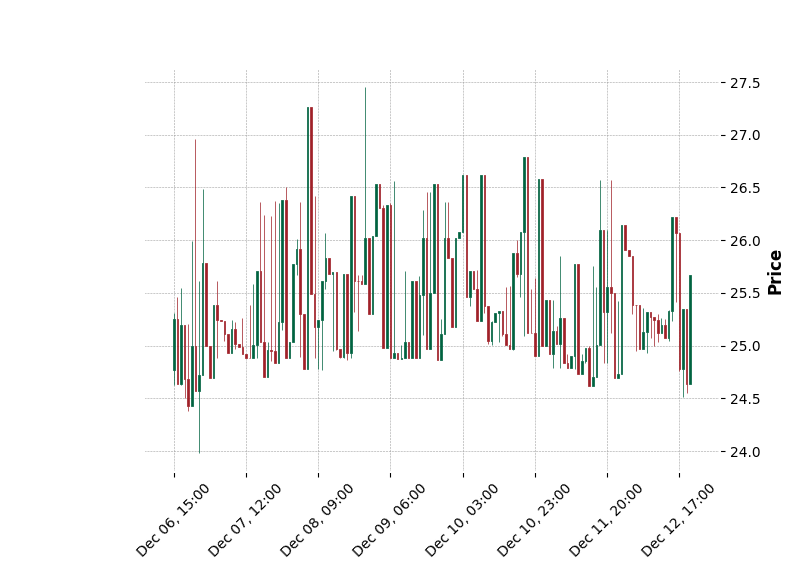 27.5
27.0
26.5
26.0
25.5
25.0
24.5
24.0
Price
Dec 06, 15:00
Dec 07, 12:00
Dec 08, 09:00
Dec 09, 06:00
Dec 10, 03:00
Dec 10, 23:00
Dec 11, 20:00
Dec 12, 17:00